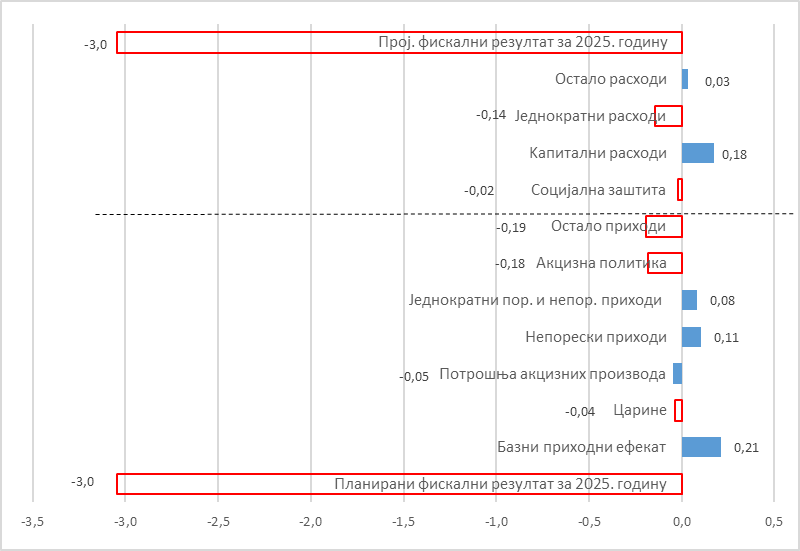 -3,0 Прој. фискални резултат за 2025. годину
Остало расходи 0,03
-0,14 Једнократни расходи
Капитални расходи 0,18
-0,02 Социјална заштита
-0,19 Остало приходи
-0,18 Акцизна политика
Једнократни пор. и непор. приходи 0,08
Непорески приходи 0,11
-0,05 Потрошња акцизних производа
-0,04 Царине
Базни приходни ефекат 0,21
-3,0 Планирани фискални резултат за 2025. годину
-3,5 -3,0 -2,5 -2,0 -1,5 -1,0 -0,5 0,0 0,5